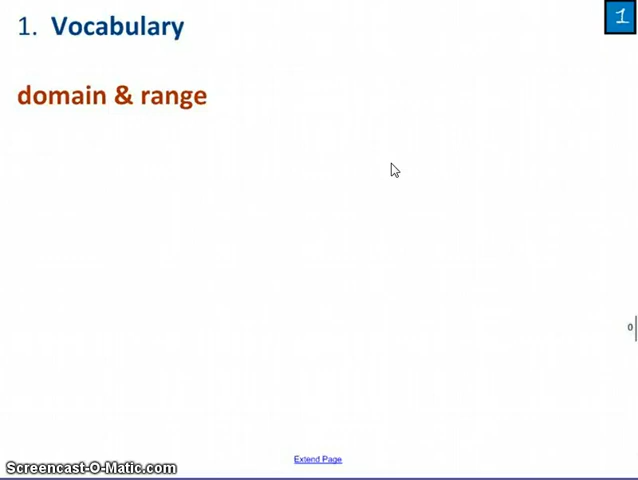 1. Vocabulary
1
domain & range
0
Extend Page
Screencast-O-Matic.com